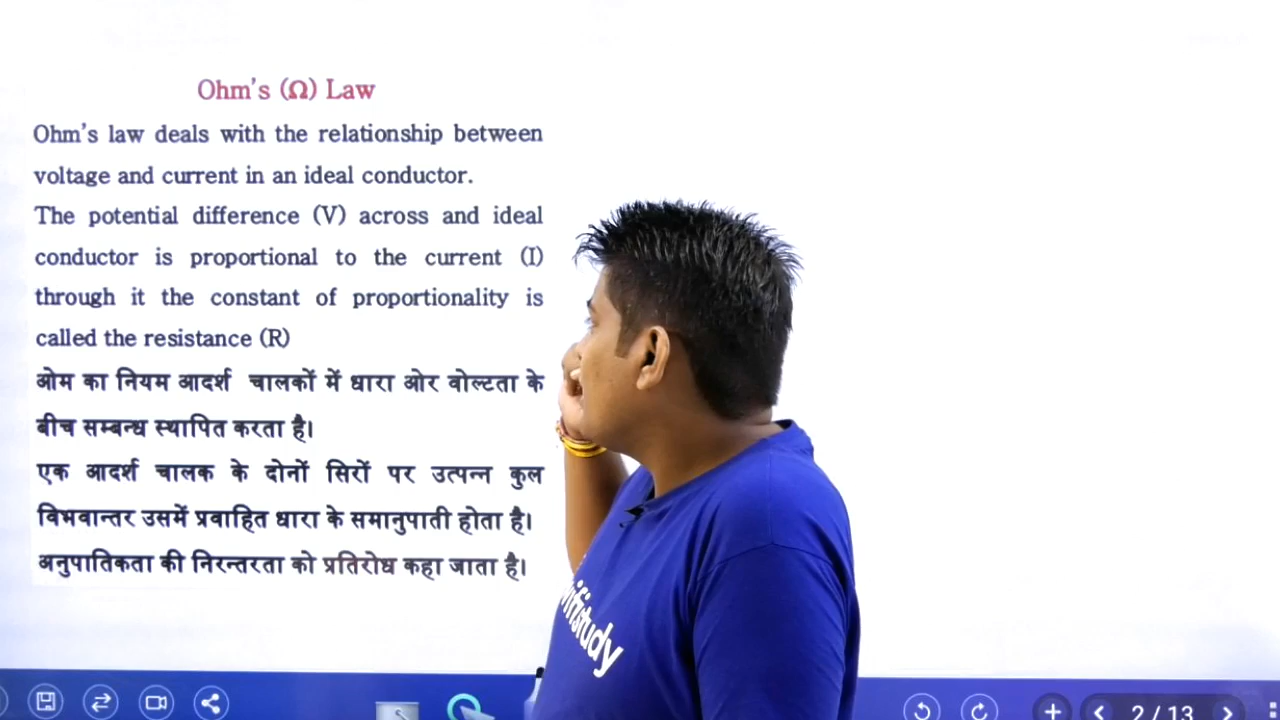 Ohm's (Ω) Law
Ohm's law deals with the relationship between
voltage and current in an ideal conductor.
The potential difference (V) across and ideal
conductor is proportional to the current (I)
through it the constant of proportionality is
called the resistance (R)
ओम का नियम आदर्श चालकों में धारा ओर वोल्टता के
बीच सम्बन्ध स्थापित करता है।
एक आदर्श चालक के दोनों सिरों पर उत्पन्न कुल
विभवान्तर उसमें प्रवाहित धारा के समानुपाती होता है।
अनुपातिकता की निरन्तरता को प्रतिरोध कहा जाता है।
wifistudy
2 / 13